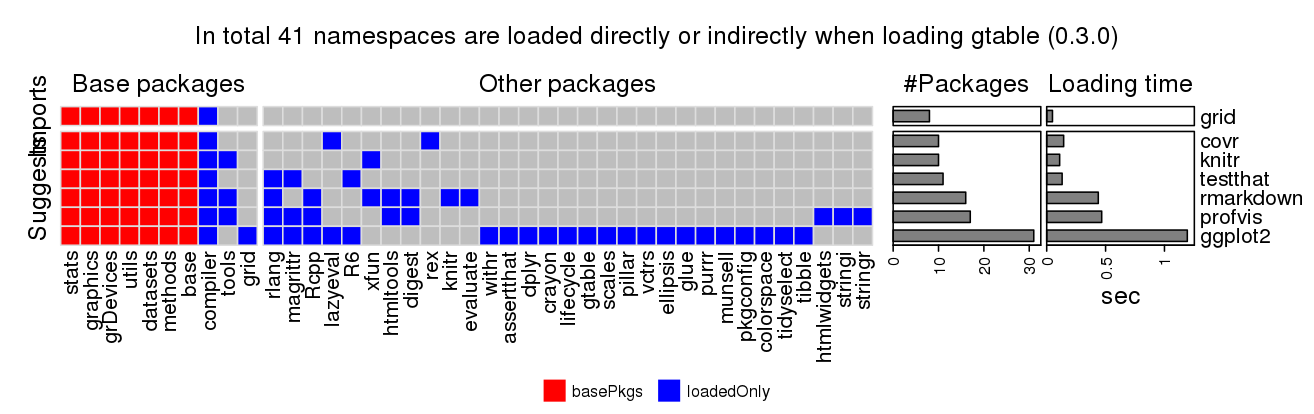 In total 41 namespaces are loaded directly or indirectly when loading gtable (0.3.0)
Base packages
Other packages
#Packages
Loading time
Imports
Suggests
grid
covr
knitr
testthat
rmarkdown
profvis
ggplot2
stats
graphics
grDevices
utils
datasets
methods
base
compiler
tools
grid
rlang
magrittr
Rcpp
lazyeval
R6
xfun
htmltools
digest
rex
knitr
evaluate
withr
assertthat
dplyr
crayon
lifecycle
gtable
scales
pillar
vctrs
ellipsis
glue
purrr
munsell
pkgconfig
colorspace
tidyselect
tibble
htmlwidgets
stringi
stringr
0 10 20 30
0 0.5 1
sec
basePkgs
loadedOnly